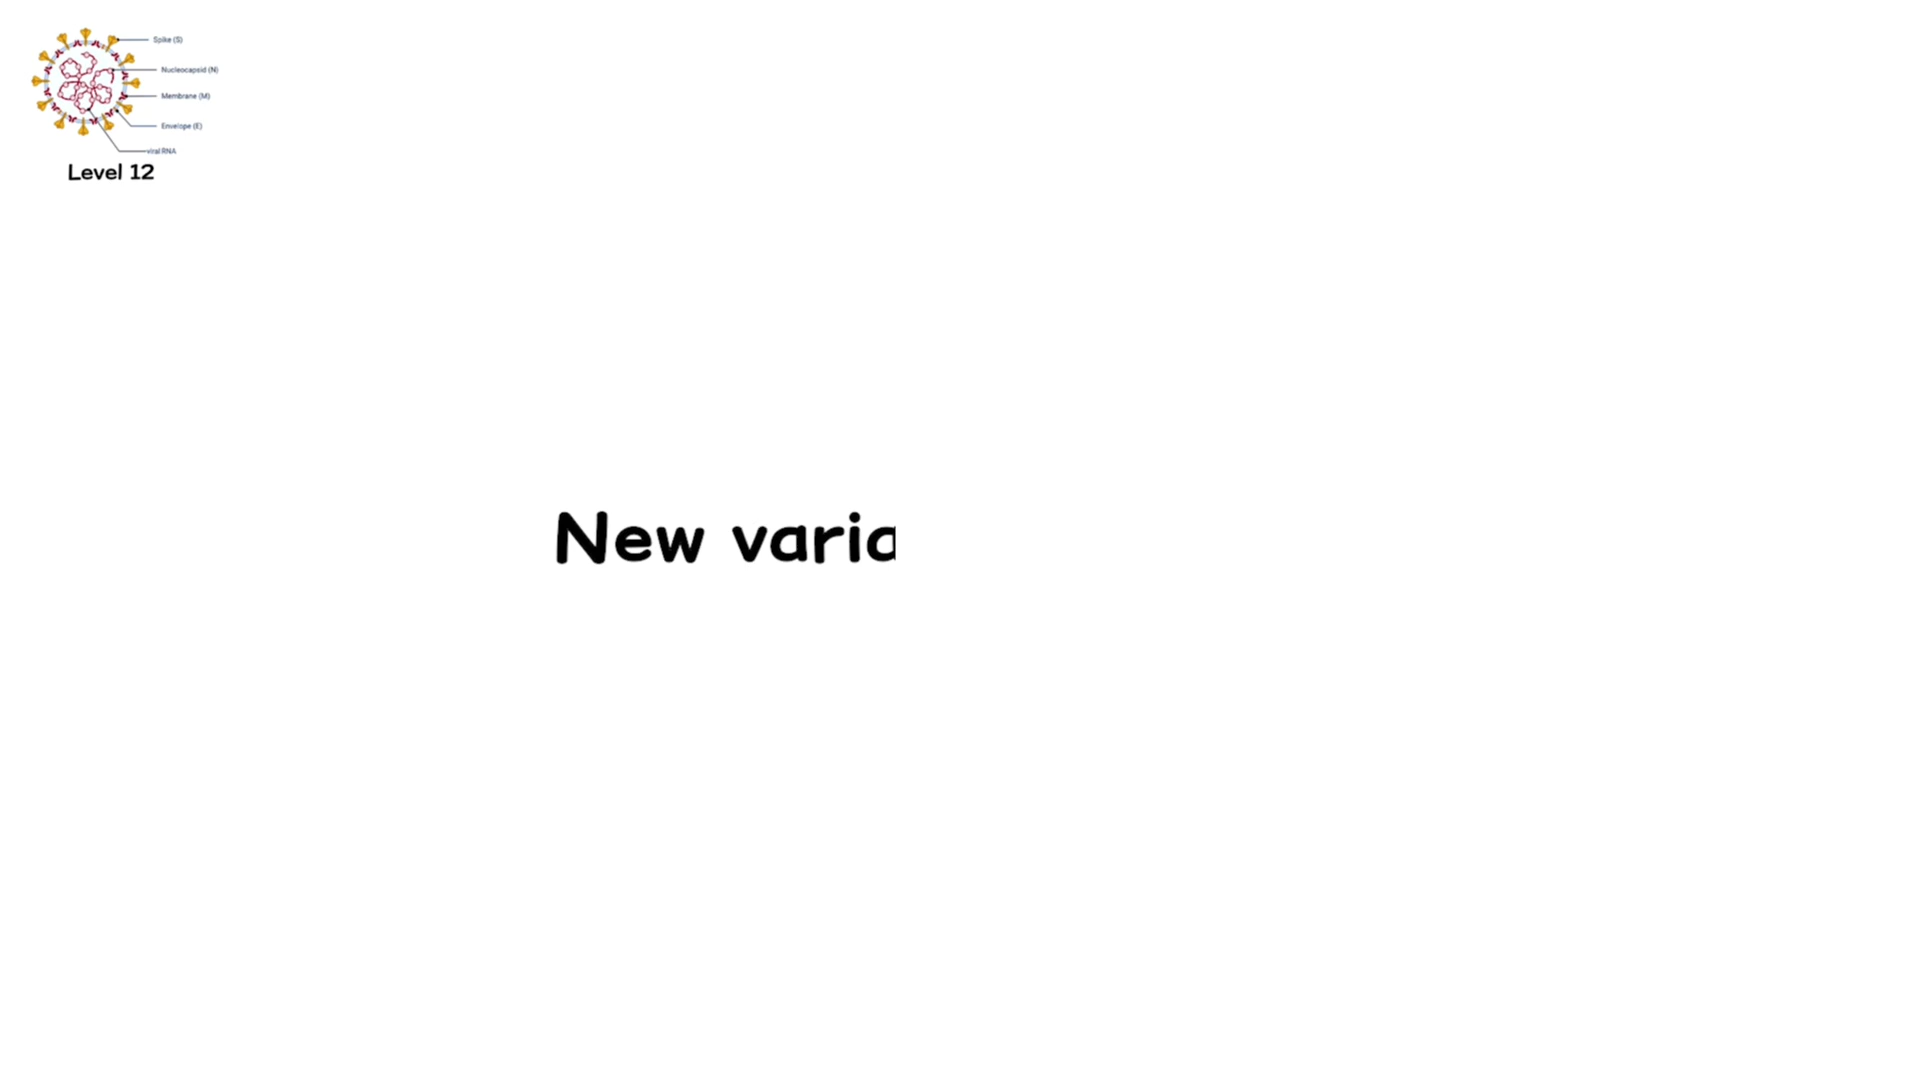 Spike (S)
Nucleocapsid (N)
Membrane (M)
Envelope (E)
viral RNA
Level 12
New varia